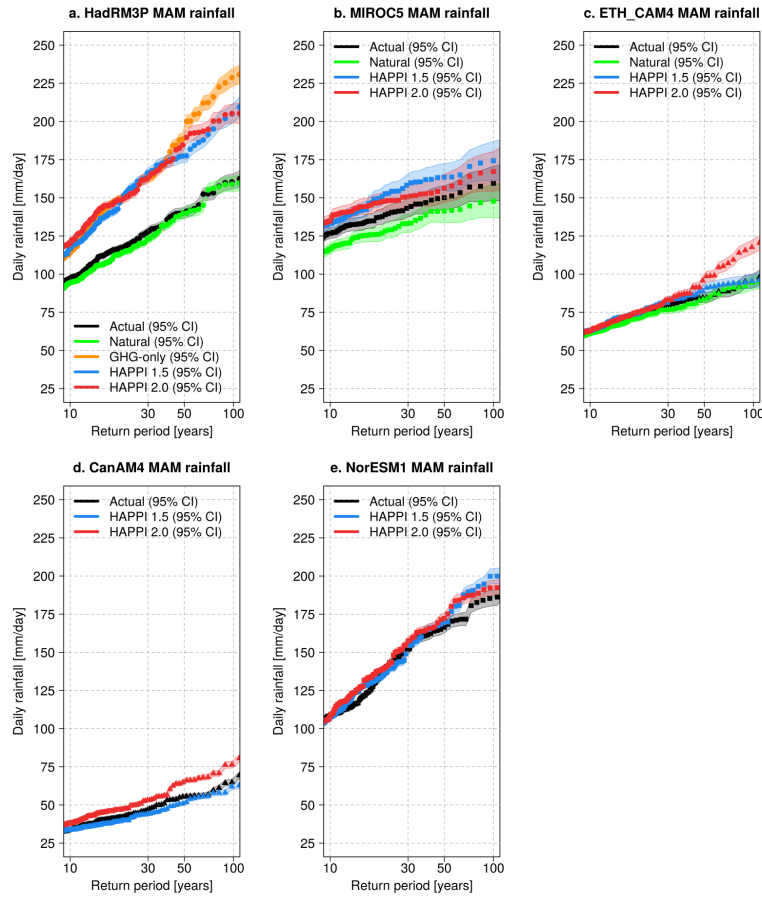 a. HadRM3P MAM rainfall
250
225
200
175
150
125
100
75
50
25
Daily rainfall [mm/day]
Actual (95% CI)
Natural (95% CI)
GHG-only (95% CI)
HAPPI 1.5 (95% CI)
HAPPI 2.0 (95% CI)
10 30 50 100
Return period [years]
b. MIROC5 MAM rainfall
Actual (95% CI)
Natural (95% CI)
HAPPI 1.5 (95% CI)
HAPPI 2.0 (95% CI)
250
225
200
175
150
125
100
75
50
25
Daily rainfall [mm/day]
10 30 50 100
Return period [years]
c. ETH_CAM4 MAM rainfall
Actual (95% CI)
Natural (95% CI)
HAPPI 1.5 (95% CI)
HAPPI 2.0 (95% CI)
250
225
200
175
150
125
100
75
50
25
Daily rainfall [mm/day]
10 30 50 100
Return period [years]
d. CanAM4 MAM rainfall
Actual (95% CI)
HAPPI 1.5 (95% CI)
HAPPI 2.0 (95% CI)
250
225
200
175
150
125
100
75
50
25
Daily rainfall [mm/day]
10 30 50 100
Return period [years]
e. NorESM1 MAM rainfall
Actual (95% CI)
HAPPI 1.5 (95% CI)
HAPPI 2.0 (95% CI)
250
225
200
175
150
125
100
75
50
25
Daily rainfall [mm/day]
10 30 50 100
Return period [years]